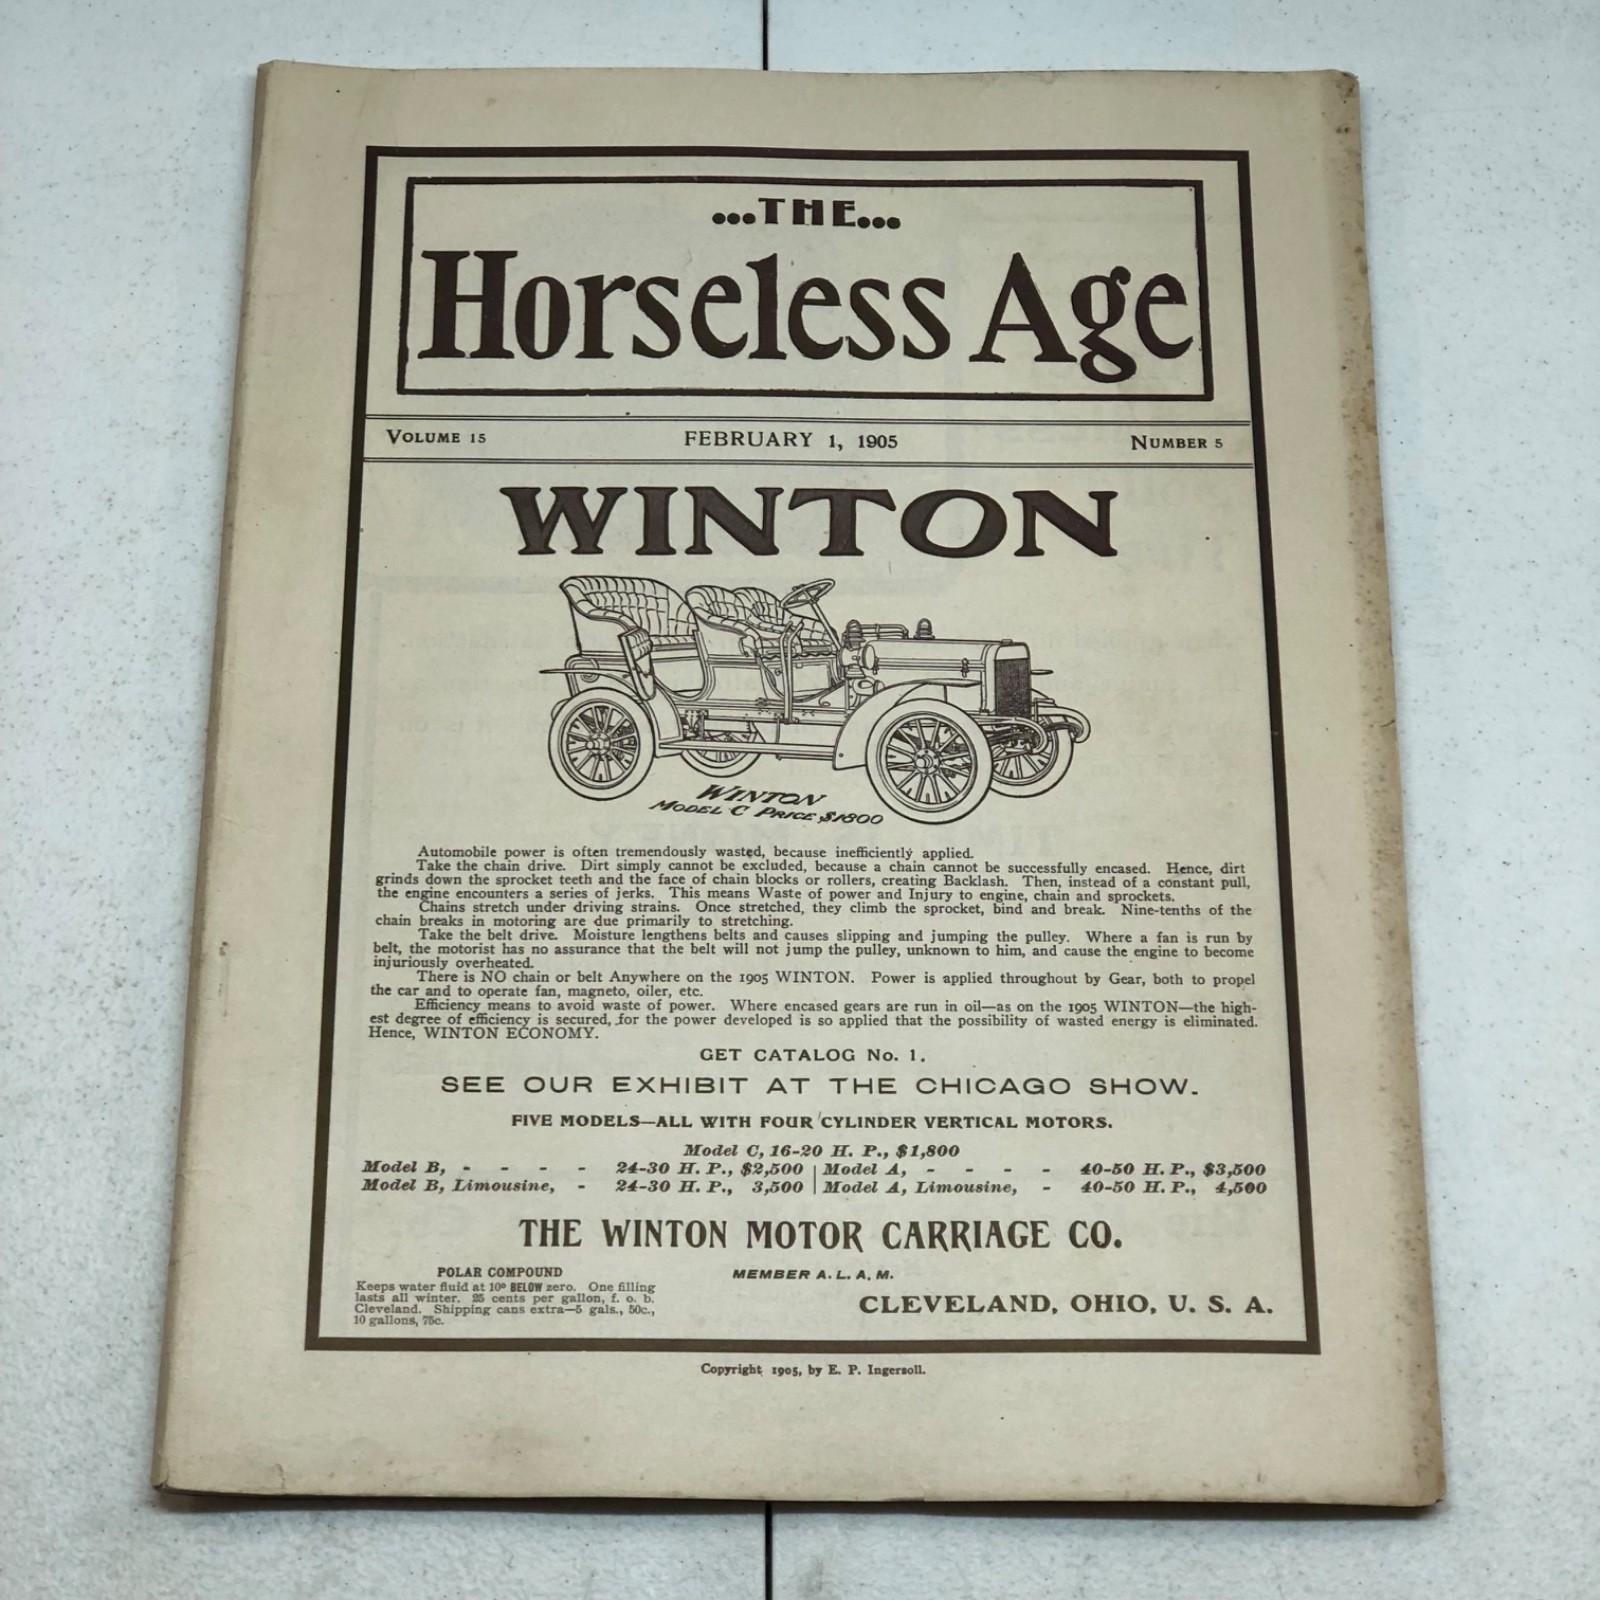 ...THE...
Horseless Age
VOLUME 15 FEBRUARY 1, 1905 NUMBER 5
WINTON
WINTON
MODEL C PRICE $1800
Automobile power is often tremendously wasted, because inefficiently applied.
Take the chain drive. Dirt simply cannot be excluded, because a chain cannot be successfully encased. Hence, dirt
grinds down the sprocket teeth and the face of chain blocks or rollers, creating Backlash. Then, instead of a constant pull,
the engine encounters a series of jerks. This means Waste of power and Injury to engine, chain and sprockets.
Chains stretch under driving strains. Once stretched, they climb the sprocket, bind and break. Nine-tenths of the
chain breaks in motoring are due primarily to stretching.
Take the belt drive. Moisture lengthens belts and causes slipping and jumping the pulley. Where a fan is run by
belt, the motorist has no assurance that the belt will not jump the pulley, unknown to him, and cause the engine to become
injuriously overheated.
There is NO chain or belt Anywhere on the 1905 WINTON. Power is applied throughout by Gear, both to propel
the car and to operate fan, magneto, oiler, etc.
Efficiency means to avoid waste of power. Where encased gears are run in oil—as on the 1905 WINTON—the high-
est degree of efficiency is secured, for the power developed is so applied that the possibility of wasted energy is eliminated.
Hence, WINTON ECONOMY.
GET CATALOG No. 1.
SEE OUR EXHIBIT AT THE CHICAGO SHOW.
FIVE MODELS—ALL WITH FOUR CYLINDER VERTICAL MOTORS.
Model C, 16-20 H. P., $1,800
Model B, - - - - 24-30 H. P., $2,500 | Model A, - - - - 40-50 H. P., $3,500
Model B, Limousine, - 24-30 H. P., 3,500 | Model A, Limousine, - 40-50 H. P., 4,500
THE WINTON MOTOR CARRIAGE CO.
POLAR COMPOUND
Keeps water fluid at 10° BELOW zero. One filling
lasts all winter. 25 cents per gallon, f. o. b.
Cleveland. Shipping cans extra—5 gals., 50c.,
10 gallons, 75c.
MEMBER A. L. A. M.
CLEVELAND, OHIO, U. S. A.
Copyright 1905, by E. P. Ingersoll.